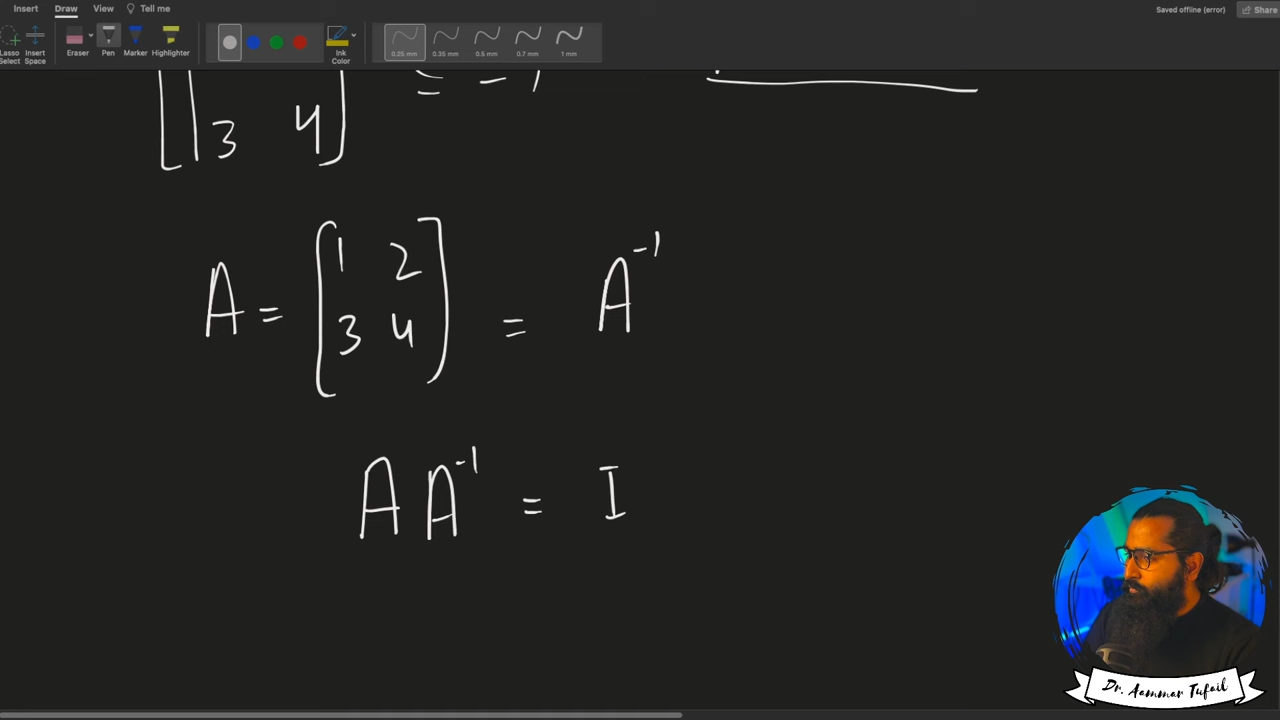 Insert Draw View Tell me Saved offline (error) Share
Lasso Select Insert Space Eraser Pen Marker Highlighter Ink Color 0.25 mm 0.35 mm 0.5 mm 0.7 mm 1 mm
3 4
A = [1 2
3 4] = A⁻¹
A A⁻¹ = I
Dr. Aammar Tufail